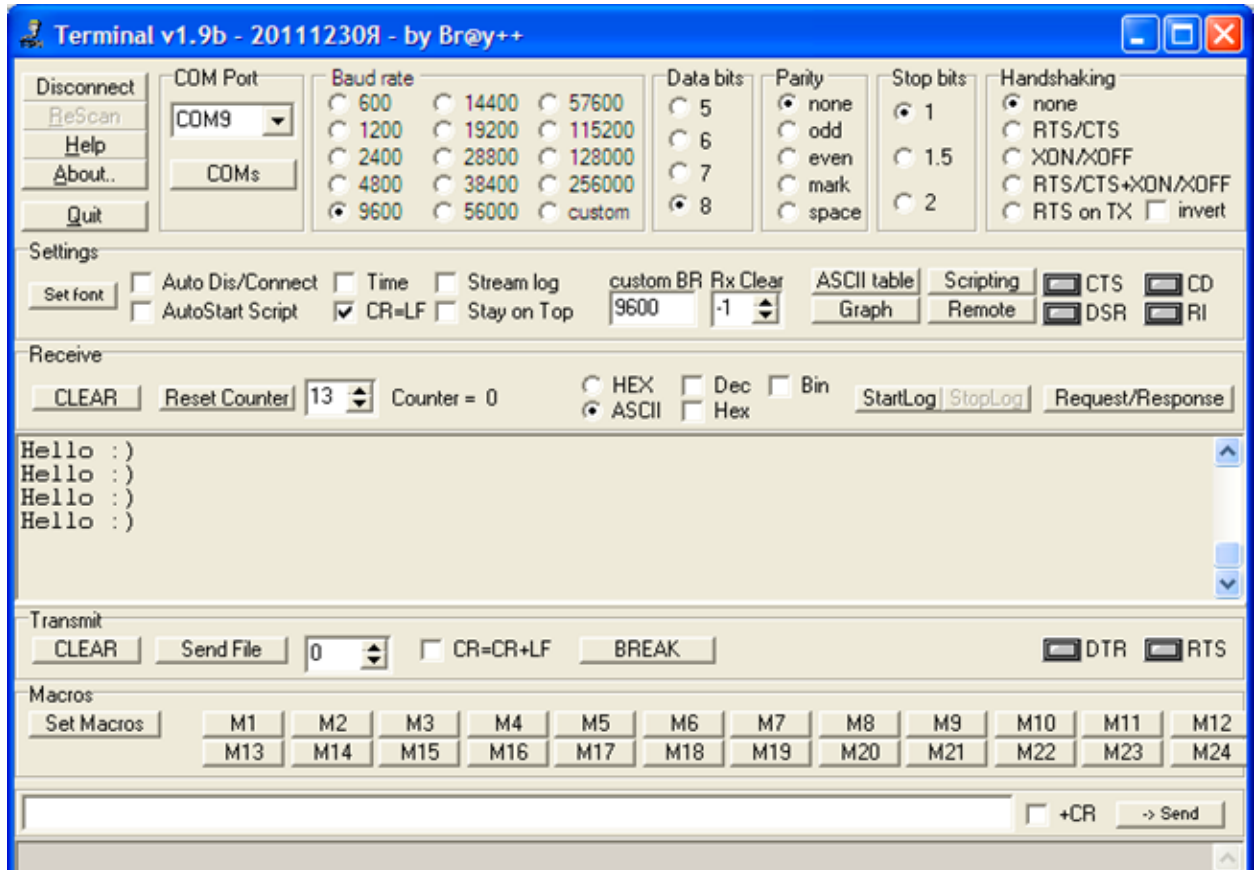 Terminal v1.9b - 20111230Я - by Br@y++
Disconnect
ReScan
Help
About..
Quit
COM Port
COM9
COMs
Baud rate
600 14400 57600
1200 19200 115200
2400 28800 128000
4800 38400 256000
9600 56000 custom
Data bits
5
6
7
8
Parity
none
odd
even
mark
space
Stop bits
1
1.5
2
Handshaking
none
RTS/CTS
XON/XOFF
RTS/CTS+XON/XOFF
RTS on TX invert
Settings
Set font
Auto Dis/Connect Time Stream log
AutoStart Script CR=LF Stay on Top
custom BR Rx Clear
9600 -1
ASCII table Scripting CTS CD
Graph Remote DSR RI
Receive
CLEAR Reset Counter 13 Counter = 0
HEX Dec Bin
ASCII Hex
StartLog StopLog Request/Response
Hello :)
Hello :)
Hello :)
Hello :)
Transmit
CLEAR Send File 0 CR=CR+LF BREAK DTR RTS
Macros
Set Macros M1 M2 M3 M4 M5 M6 M7 M8 M9 M10 M11 M12
M13 M14 M15 M16 M17 M18 M19 M20 M21 M22 M23 M24
+CR -> Send